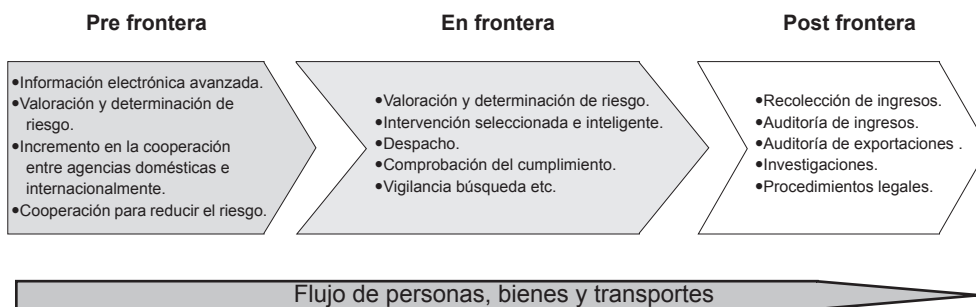 Pre frontera
En frontera
Post frontera
•Información electrónica avanzada.
•Valoración y determinación de
riesgo.
•Incremento en la cooperación
entre agencias domésticas e
internacionalmente.
•Cooperación para reducir el riesgo.
•Valoración y determinación de riesgo.
•Intervención seleccionada e inteligente.
•Despacho.
•Comprobación del cumplimiento.
•Vigilancia búsqueda etc.
•Recolección de ingresos.
•Auditoría de ingresos.
•Auditoría de exportaciones .
•Investigaciones.
•Procedimientos legales.
Flujo de personas, bienes y transportes